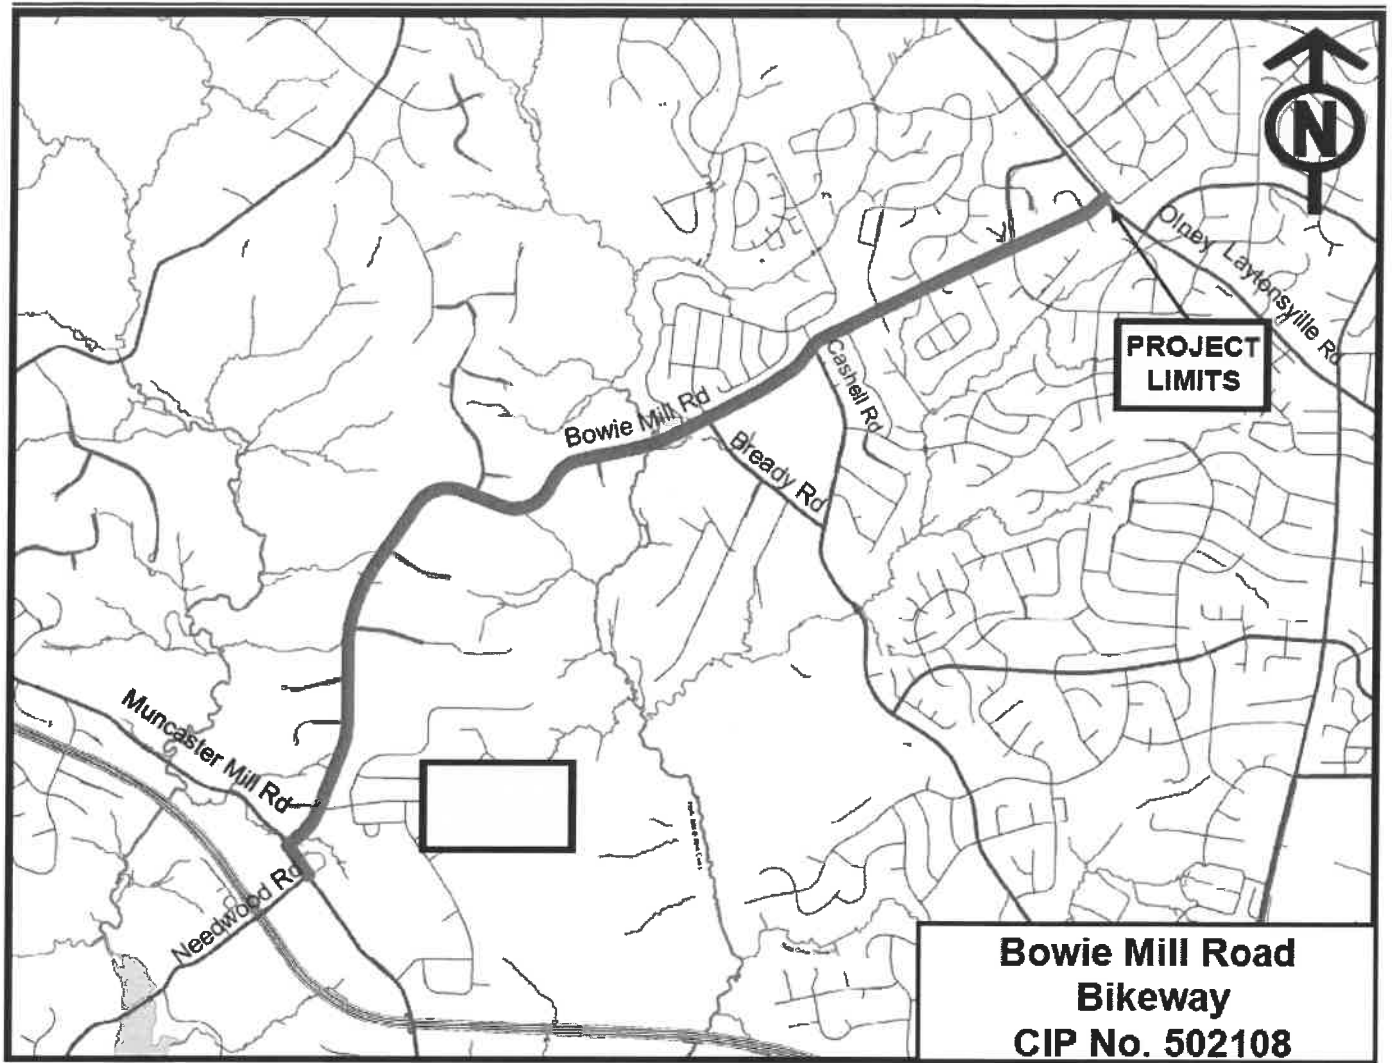 N
Olney Laytonsville Rd
PROJECT
LIMITS
Cashell Rd
Bowie Mill Rd
Bready Rd
Muncaster Mill Rd
Needwood Rd
Bowie Mill Road
Bikeway
CIP No. 502108